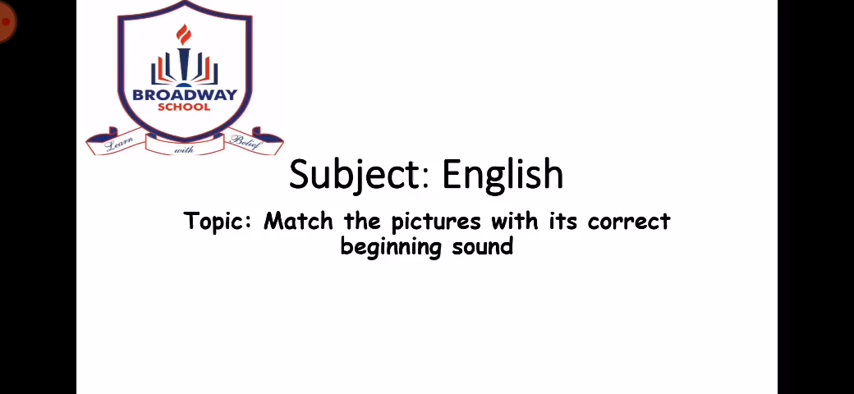 BROADWAY
SCHOOL
Learn with Belief
Subject: English
Topic: Match the pictures with its correct
beginning sound